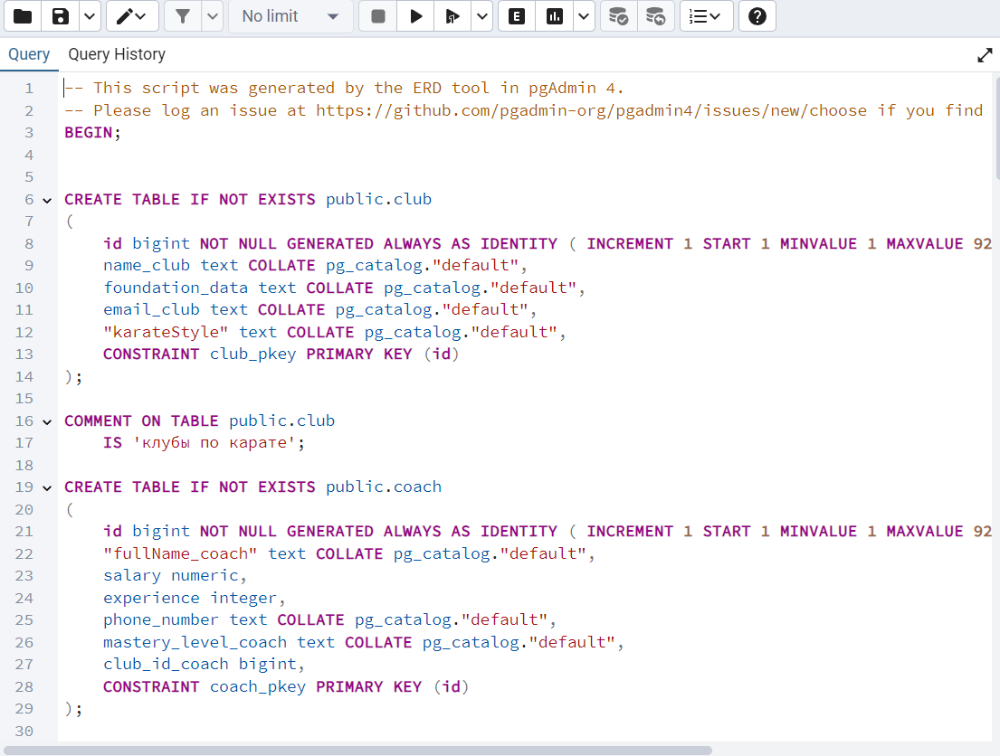 No limit
E
Query Query History
1 -- This script was generated by the ERD tool in pgAdmin 4.
2 -- Please log an issue at https://github.com/pgadmin-org/pgadmin4/issues/new/choose if you find
3 BEGIN;
4
5
6 CREATE TABLE IF NOT EXISTS public.club
7 (
8 id bigint NOT NULL GENERATED ALWAYS AS IDENTITY ( INCREMENT 1 START 1 MINVALUE 1 MAXVALUE 92
9 name_club text COLLATE pg_catalog."default",
10 foundation_data text COLLATE pg_catalog."default",
11 email_club text COLLATE pg_catalog."default",
12 "karateStyle" text COLLATE pg_catalog."default",
13 CONSTRAINT club_pkey PRIMARY KEY (id)
14 );
15
16 COMMENT ON TABLE public.club
17 IS 'клубы по карате';
18
19 CREATE TABLE IF NOT EXISTS public.coach
20 (
21 id bigint NOT NULL GENERATED ALWAYS AS IDENTITY ( INCREMENT 1 START 1 MINVALUE 1 MAXVALUE 92
22 "fullName_coach" text COLLATE pg_catalog."default",
23 salary numeric,
24 experience integer,
25 phone_number text COLLATE pg_catalog."default",
26 mastery_level_coach text COLLATE pg_catalog."default",
27 club_id_coach bigint,
28 CONSTRAINT coach_pkey PRIMARY KEY (id)
29 );
30